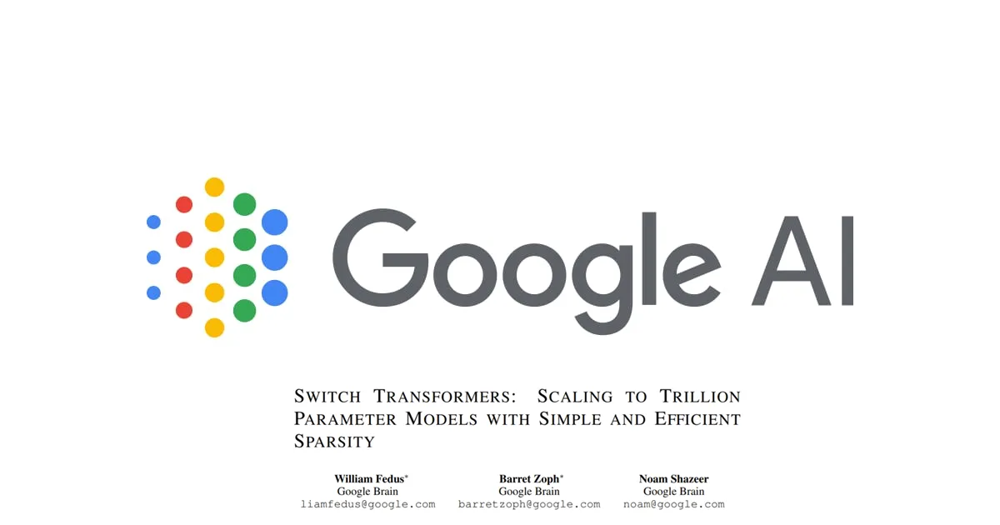 Google AI
SWITCH TRANSFORMERS: SCALING TO TRILLION
PARAMETER MODELS WITH SIMPLE AND EFFICIENT
SPARSITY
William Fedus* Barret Zoph* Noam Shazeer
Google Brain Google Brain Google Brain
liamfedus@google.com barretzoph@google.com noam@google.com